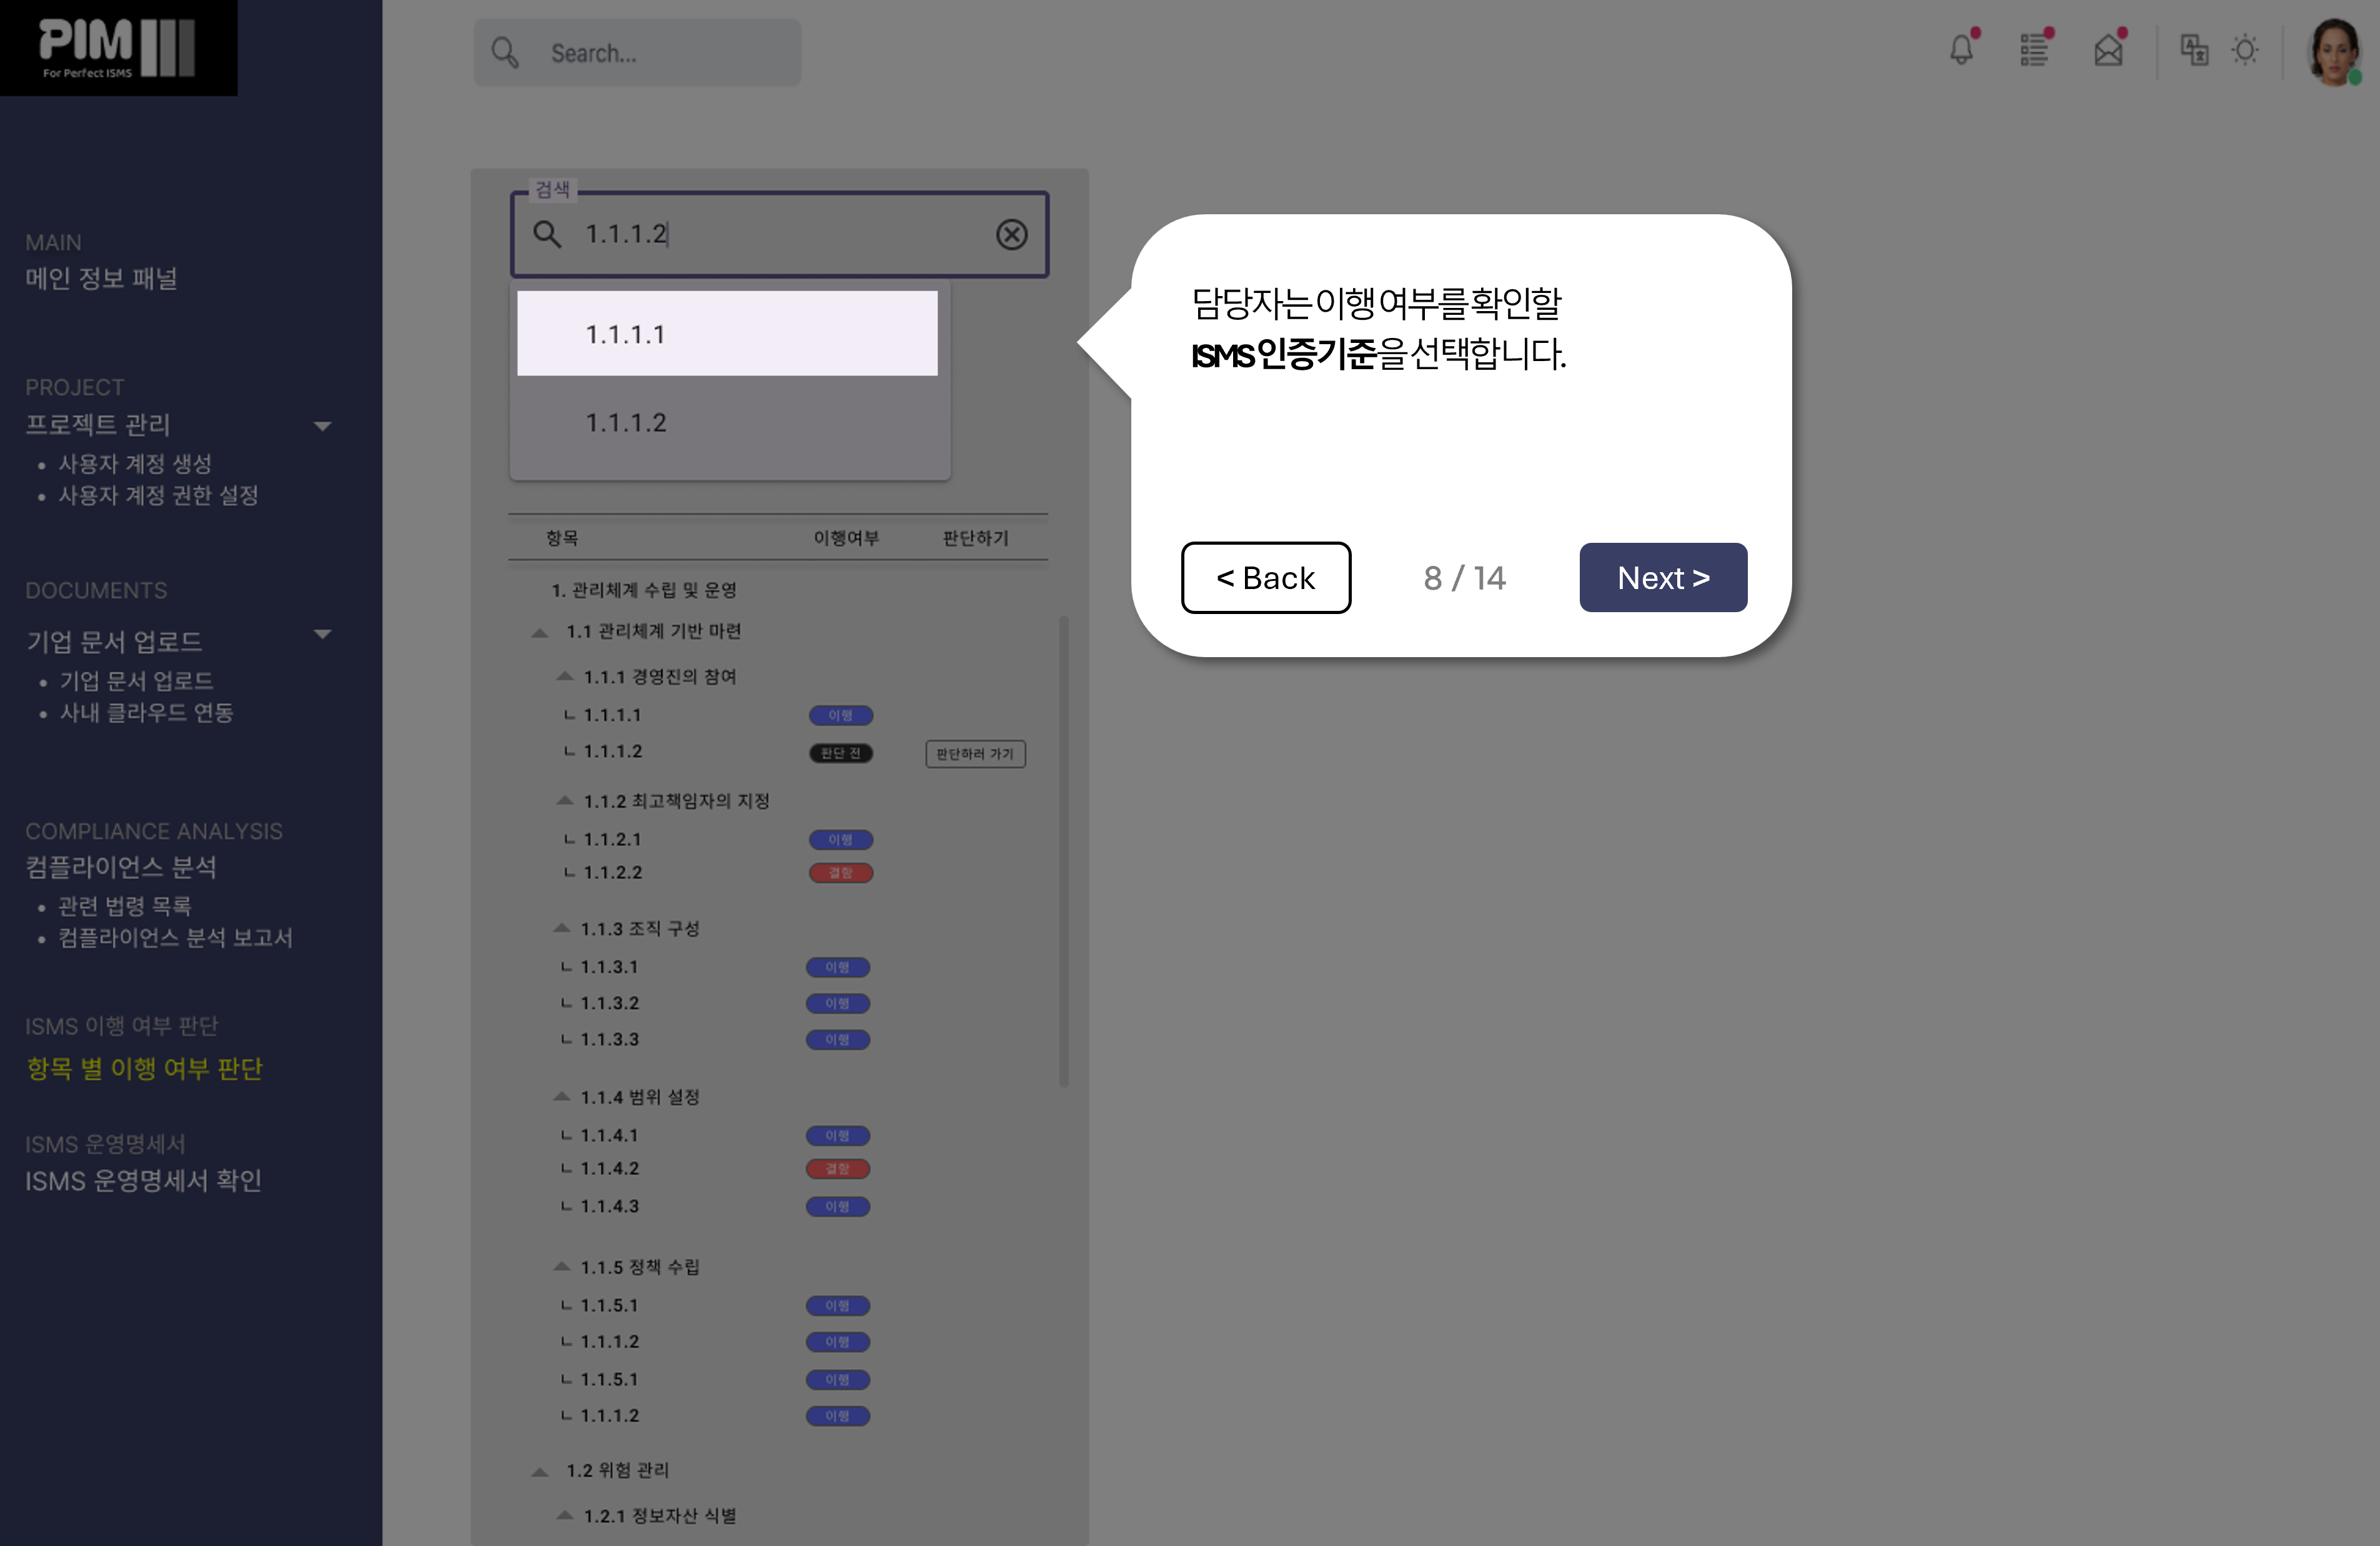 PIM
For Perfect ISMS
Search...
MAIN
메인 정보 패널
PROJECT
프로젝트 관리
사용자 계정 생성
사용자 계정 권한 설정
DOCUMENTS
기업 문서 업로드
기업 문서 업로드
사내 클라우드 연동
COMPLIANCE ANALYSIS
컴플라이언스 분석
관련 법령 목록
컴플라이언스 분석 보고서
ISMS 이행 여부 판단
항목 별 이행 여부 판단
ISMS 운영명세서
ISMS 운영명세서 확인
검색
1.1.1.2
1.1.1.1
1.1.1.2
항목 이행여부 판단하기
1. 관리체계 수립 및 운영
1.1 관리체계 기반 마련
1.1.1 경영진의 참여
ㄴ 1.1.1.1 이행
ㄴ 1.1.1.2 판단 전 판단하러 가기
1.1.2 최고책임자의 지정
ㄴ 1.1.2.1 이행
ㄴ 1.1.2.2 결함
1.1.3 조직 구성
ㄴ 1.1.3.1 이행
ㄴ 1.1.3.2 이행
ㄴ 1.1.3.3 이행
1.1.4 범위 설정
ㄴ 1.1.4.1 이행
ㄴ 1.1.4.2 결함
ㄴ 1.1.4.3 이행
1.1.5 정책 수립
ㄴ 1.1.5.1 이행
ㄴ 1.1.1.2 이행
ㄴ 1.1.5.1 이행
ㄴ 1.1.1.2 이행
1.2 위험 관리
1.2.1 정보자산 식별
담당자는 이행 여부를 확인할
ISMS 인증기준을 선택합니다.
< Back 8 / 14 Next >